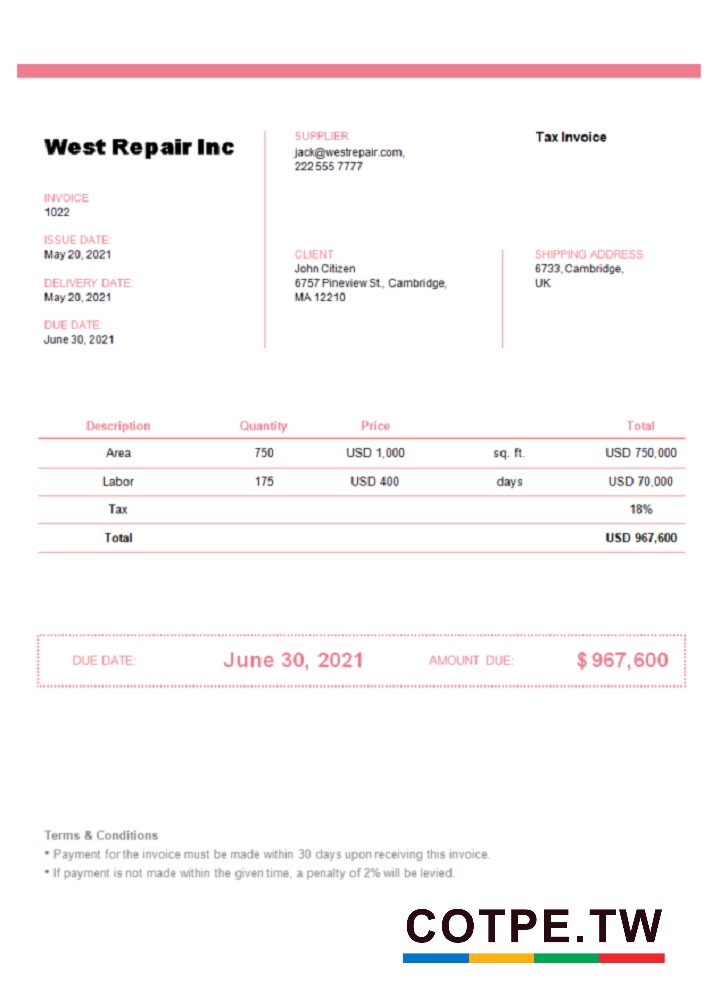 West Repair Inc
INVOICE
1022
ISSUE DATE:
May 20, 2021
DELIVERY DATE:
May 20, 2021
DUE DATE:
June 30, 2021
SUPPLIER
jack@westrepair.com,
222 555 7777
CLIENT
John Citizen
6757 Pineview St., Cambridge,
MA 12210
Tax Invoice
SHIPPING ADDRESS
6733, Cambridge,
UK
Description Quantity Price Total
Area 750 USD 1,000 sq. ft. USD 750,000
Labor 175 USD 400 days USD 70,000
Tax 18%
Total USD 967,600
DUE DATE: June 30, 2021 AMOUNT DUE: $ 967,600
Terms & Conditions
* Payment for the invoice must be made within 30 days upon receiving this invoice.
* If payment is not made within the given time, a penalty of 2% will be levied.
COTPE.TW